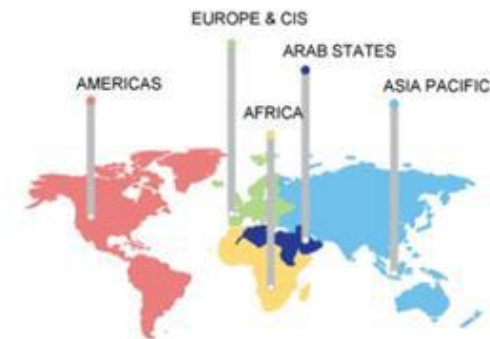 EUROPE & CIS
ARAB STATES
AMERICAS
ASIA PACIFIC
AFRICA